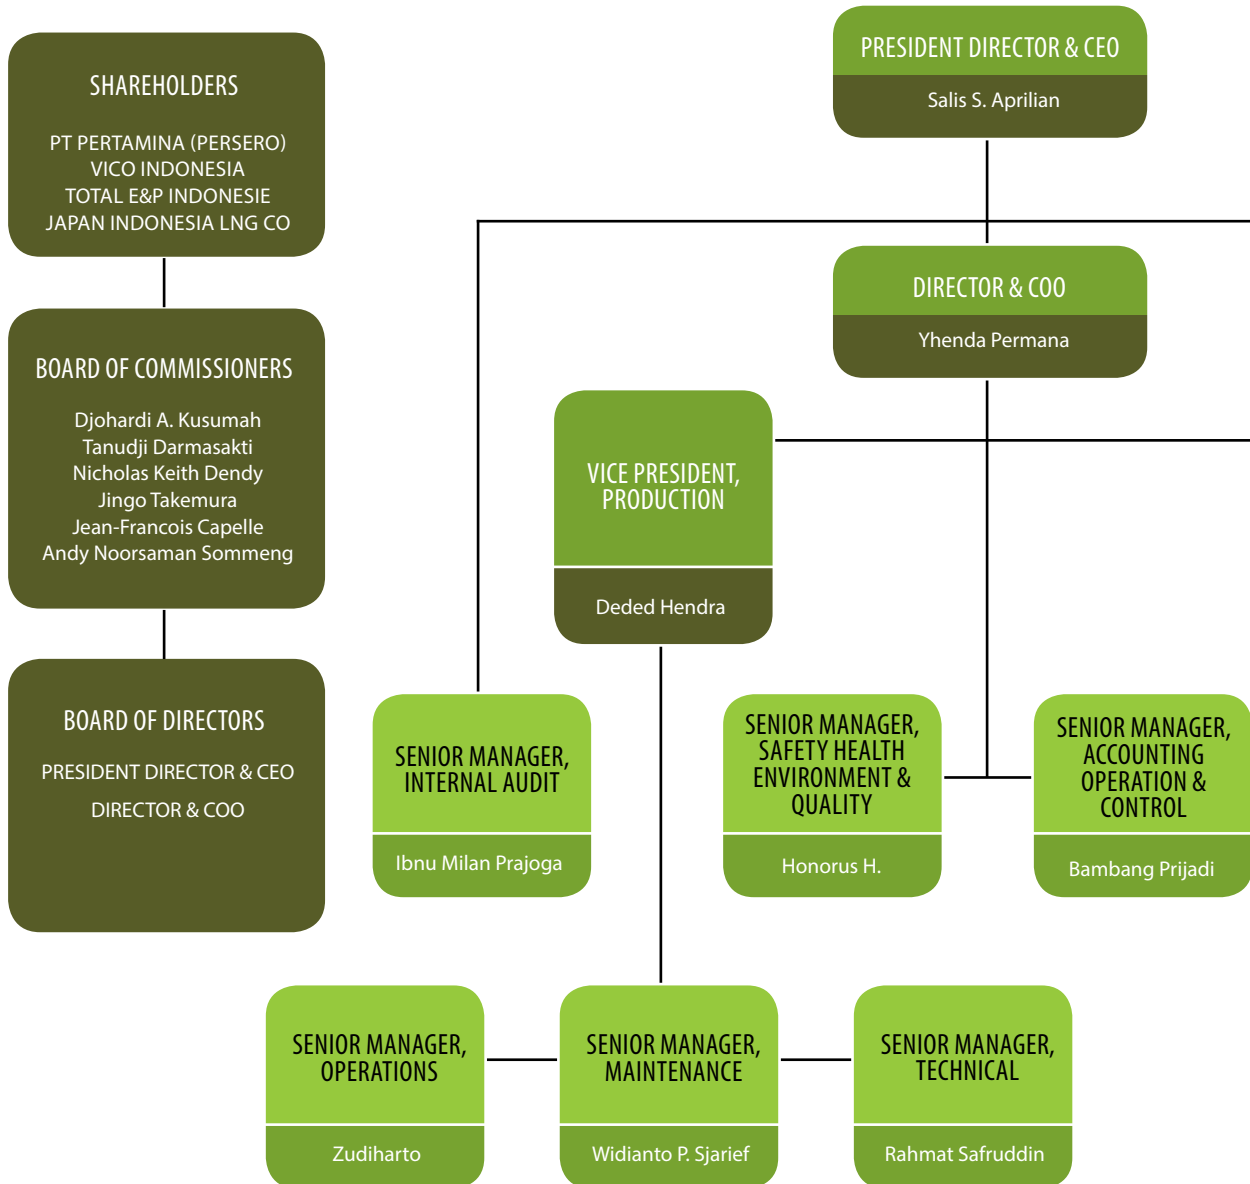 SHAREHOLDERS
PT PERTAMINA (PERSERO)
VICO INDONESIA
TOTAL E&P INDONESIE
JAPAN INDONESIA LNG CO
BOARD OF COMMISSIONERS
Djohardi A. Kusumah
Tanudji Darmasakti
Nicholas Keith Dendy
Jingo Takemura
Jean-Francois Capelle
Andy Noorsaman Sommeng
BOARD OF DIRECTORS
PRESIDENT DIRECTOR & CEO
DIRECTOR & COO
PRESIDENT DIRECTOR & CEO
Salis S. Aprilian
DIRECTOR & COO
Yhenda Permana
VICE PRESIDENT,
PRODUCTION
Deded Hendra
SENIOR MANAGER,
INTERNAL AUDIT
Ibnu Milan Prajoga
SENIOR MANAGER,
SAFETY HEALTH
ENVIRONMENT &
QUALITY
Honorus H.
SENIOR MANAGER,
ACCOUNTING
OPERATION &
CONTROL
Bambang Prijadi
SENIOR MANAGER,
OPERATIONS
Zudiharto
SENIOR MANAGER,
MAINTENANCE
Widianto P. Sjarief
SENIOR MANAGER,
TECHNICAL
Rahmat Safruddin